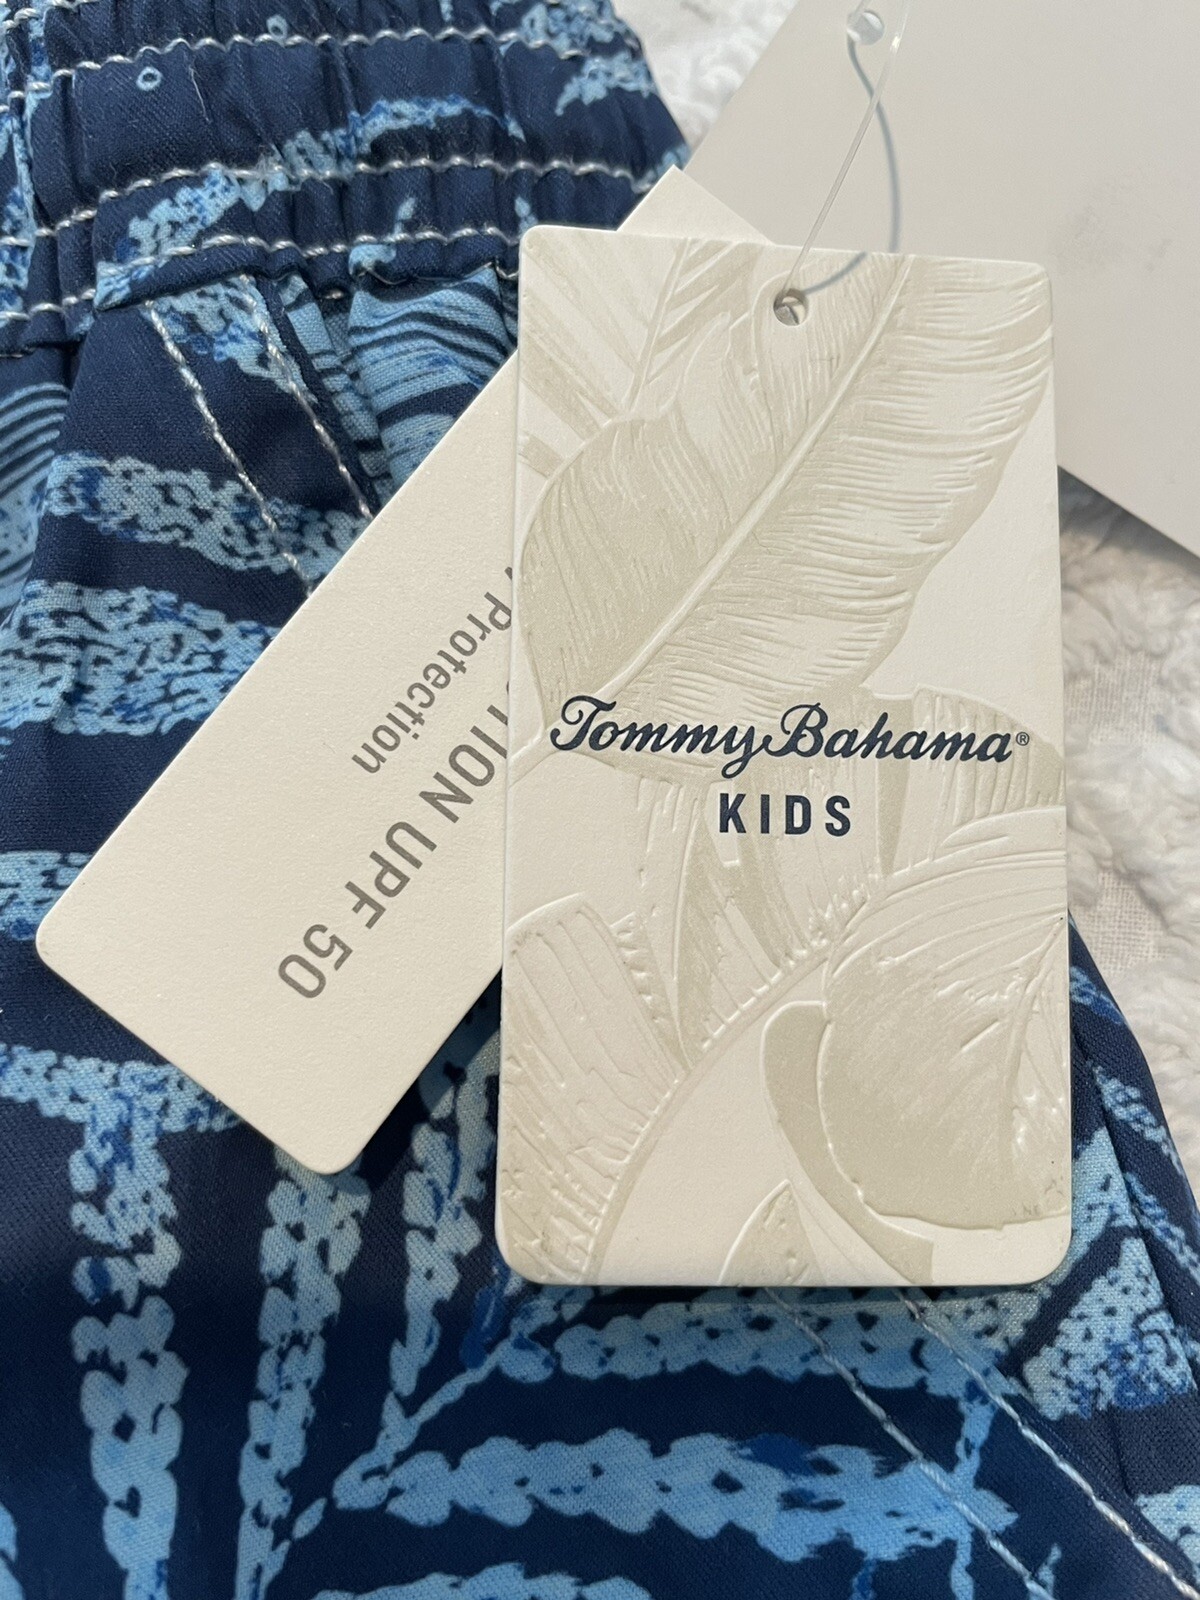 Tommy Bahama®
KIDS
TION UPF 50
Protection